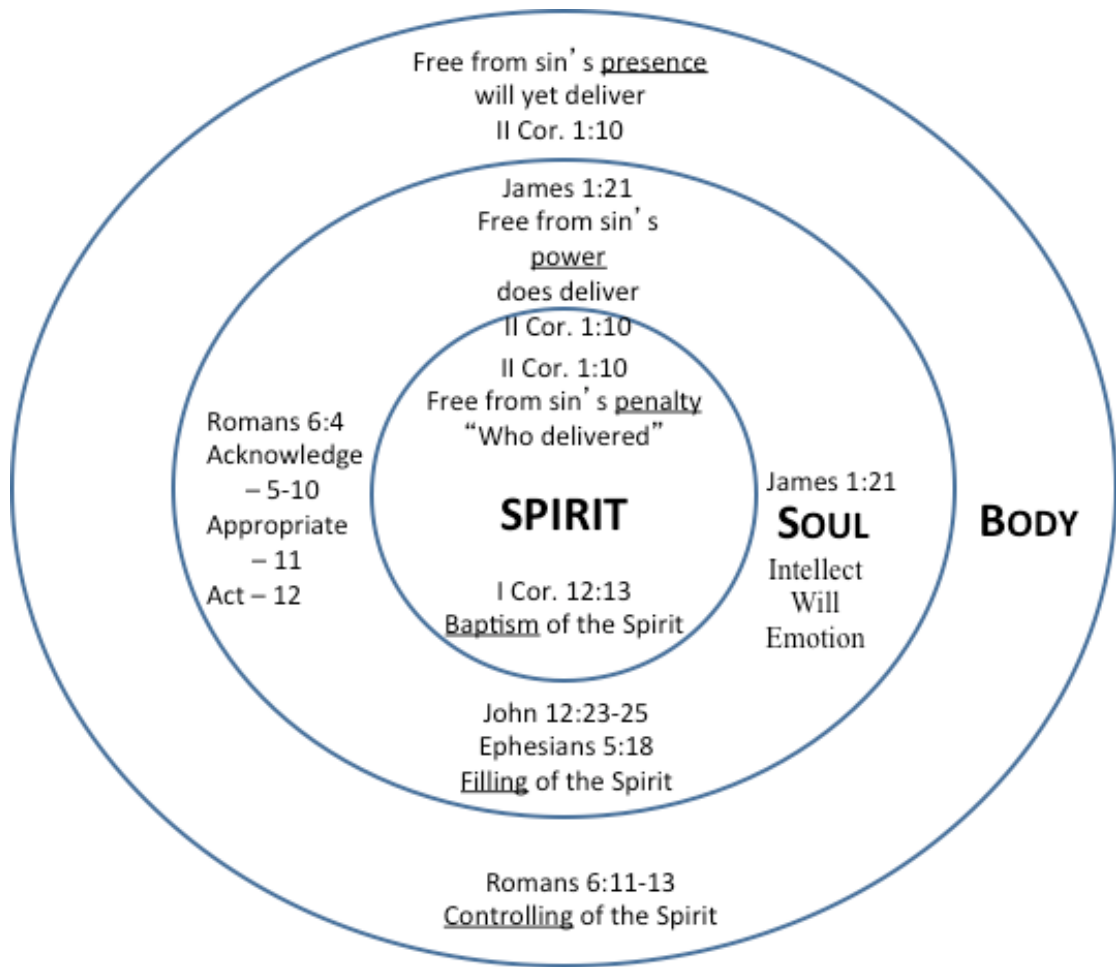 Free from sin's presence
will yet deliver
II Cor. 1:10
James 1:21
Free from sin's
power
does deliver
II Cor. 1:10
II Cor. 1:10
Free from sin's penalty
“Who delivered”
Romans 6:4
Acknowledge
– 5-10
Appropriate
– 11
Act – 12
SPIRIT
I Cor. 12:13
Baptism of the Spirit
James 1:21
SOUL
Intellect
Will
Emotion
BODY
John 12:23-25
Ephesians 5:18
Filling of the Spirit
Romans 6:11-13
Controlling of the Spirit